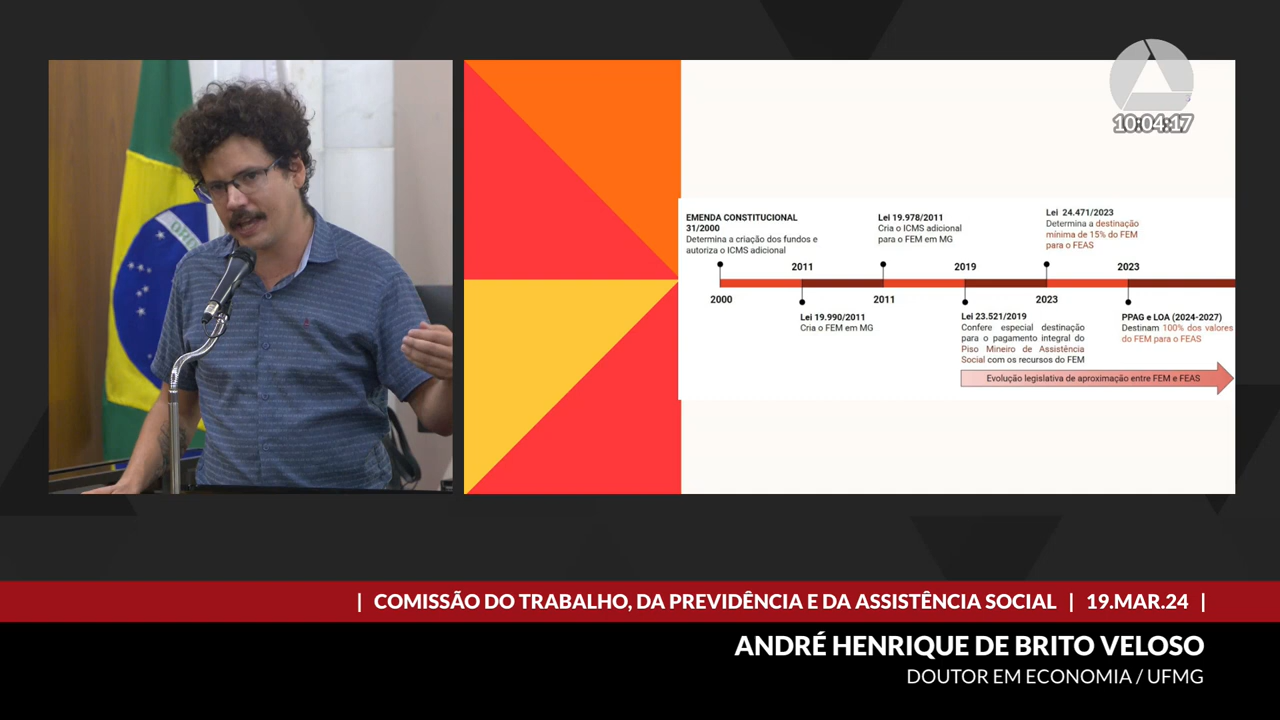 10:04:17
EMENDA CONSTITUCIONAL
31/2000
Determina a criação dos fundos e
autoriza o ICMS adicional
Lei 19.978/2011
Cria o ICMS adicional
para o FEM em MG
Lei 24.471/2023
Determina a destinação
mínima de 15% do FEM
para o FEAS
2011
2019
2023
2000
2011
2023
Lei 19.990/2011
Cria o FEM em MG
Lei 23.521/2019
Confere especial destinação
para o pagamento integral do
Piso Mineiro de Assistência
Social com os recursos do FEM
PPAG e LOA (2024-2027)
Destinam 100% dos valores
do FEM para o FEAS
Evolução legislativa de aproximação entre FEM e FEAS
| COMISSÃO DO TRABALHO, DA PREVIDÊNCIA E DA ASSISTÊNCIA SOCIAL | 19.MAR.24 |
ANDRÉ HENRIQUE DE BRITO VELOSO
DOUTOR EM ECONOMIA / UFMG